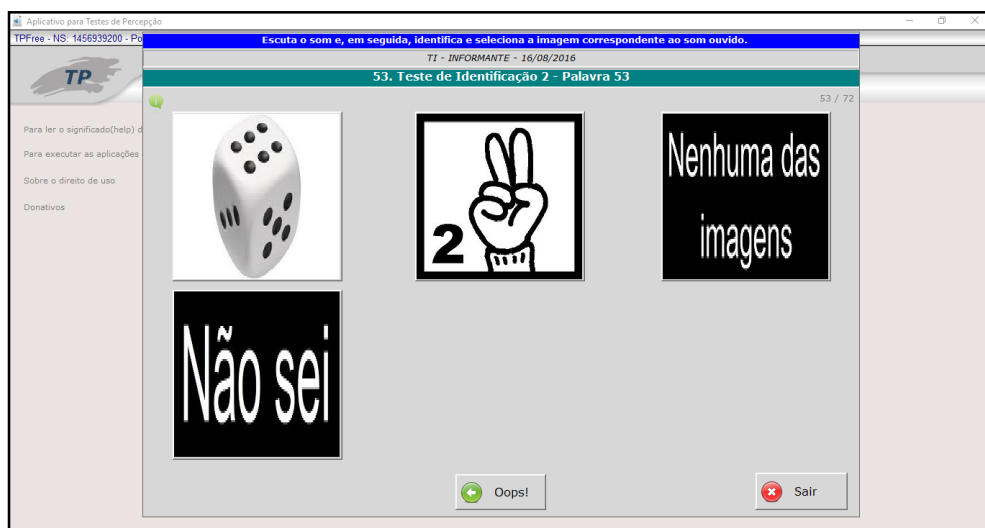 Aplicativo para Testes de Percepção
TPFree - NS: 1456939200 - Po
Escuta o som e, em seguida, identifica e seleciona a imagem correspondente ao som ouvido.
TI - INFORMANTE - 16/08/2016
TP
53. Teste de Identificação 2 - Palavra 53
53 / 72
Para ler o significado(help) d
Para executar as aplicações
Sobre o direito de uso
Donativos
2
Nenhuma das
imagens
Não sei
Oops!
Sair